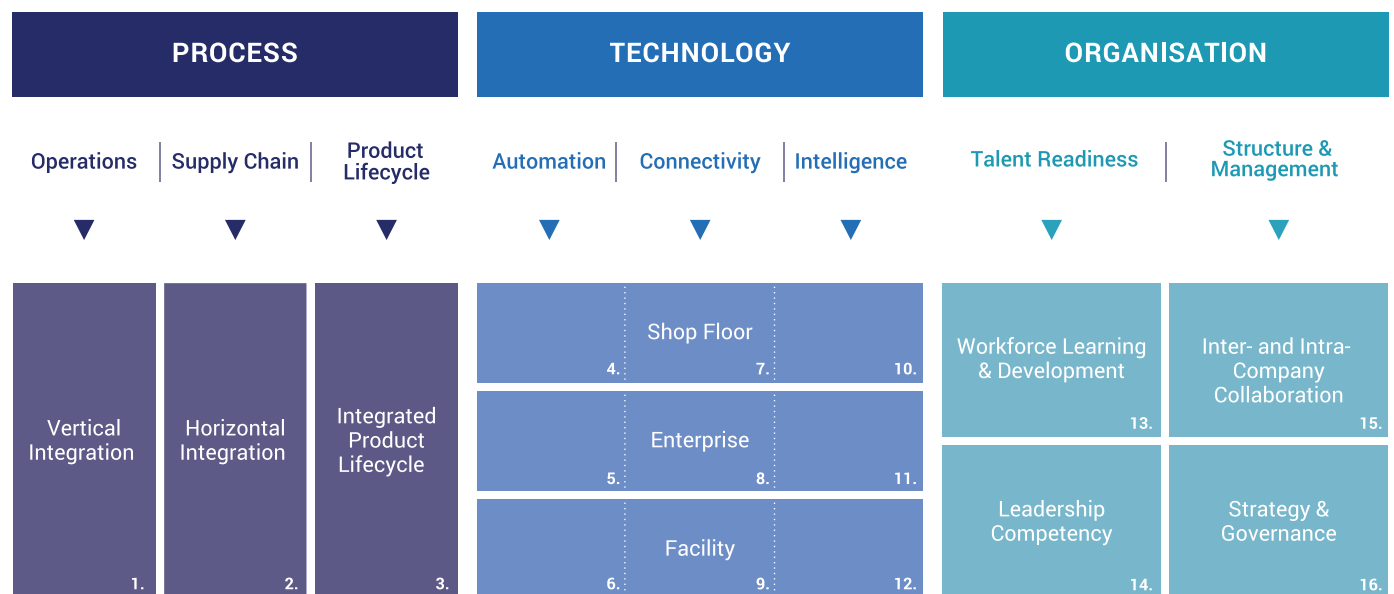 PROCESS
Operations
Supply Chain
Product
Lifecycle
Vertical
Integration
1.
Horizontal
Integration
2.
Integrated
Product
Lifecycle
3.
TECHNOLOGY
Automation
Connectivity
Intelligence
Shop Floor
4.
7.
10.
Enterprise
5.
8.
11.
Facility
6.
9.
12.
ORGANISATION
Talent Readiness
Structure &
Management
Workforce Learning
& Development
13.
Leadership
Competency
14.
Inter- and Intra-
Company
Collaboration
15.
Strategy &
Governance
16.